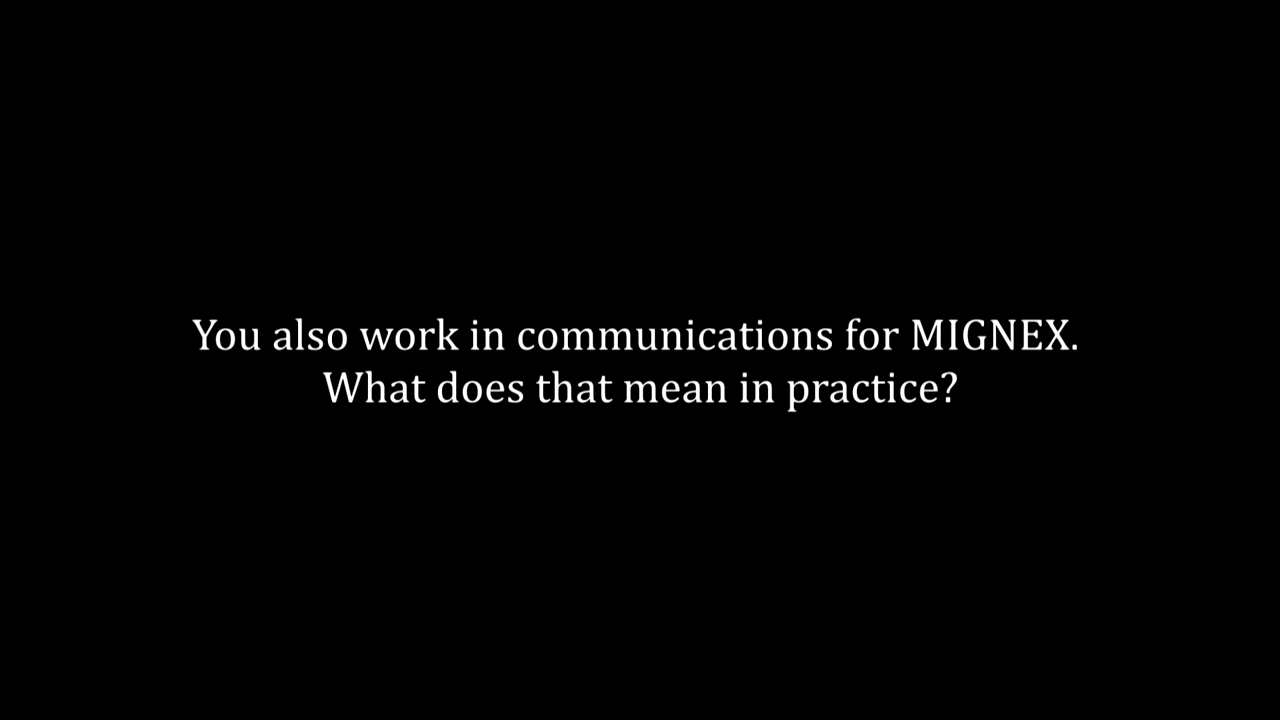 You also work in communications for MIGNEX.
What does that mean in practice?